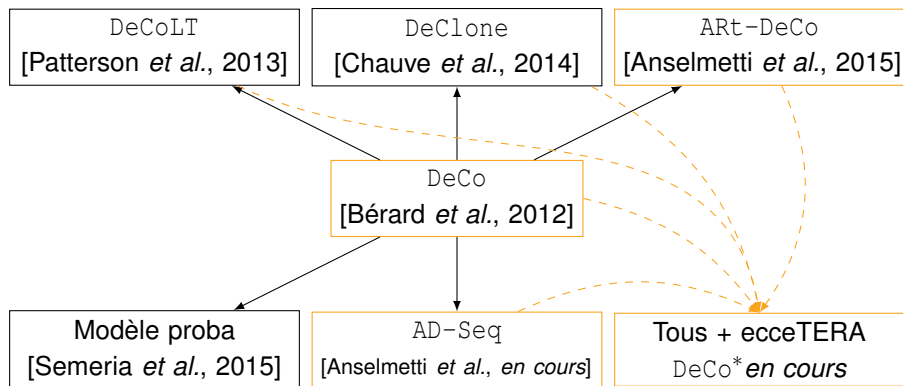 DeCoLT
[Patterson et al., 2013]
DeClone
[Chauve et al., 2014]
ARt-DeCo
[Anselmetti et al., 2015]
DeCo
[Bérard et al., 2012]
Modèle proba
[Semeria et al., 2015]
AD-Seq
[Anselmetti et al., en cours]
Tous + ecceTERA
DeCo* en cours